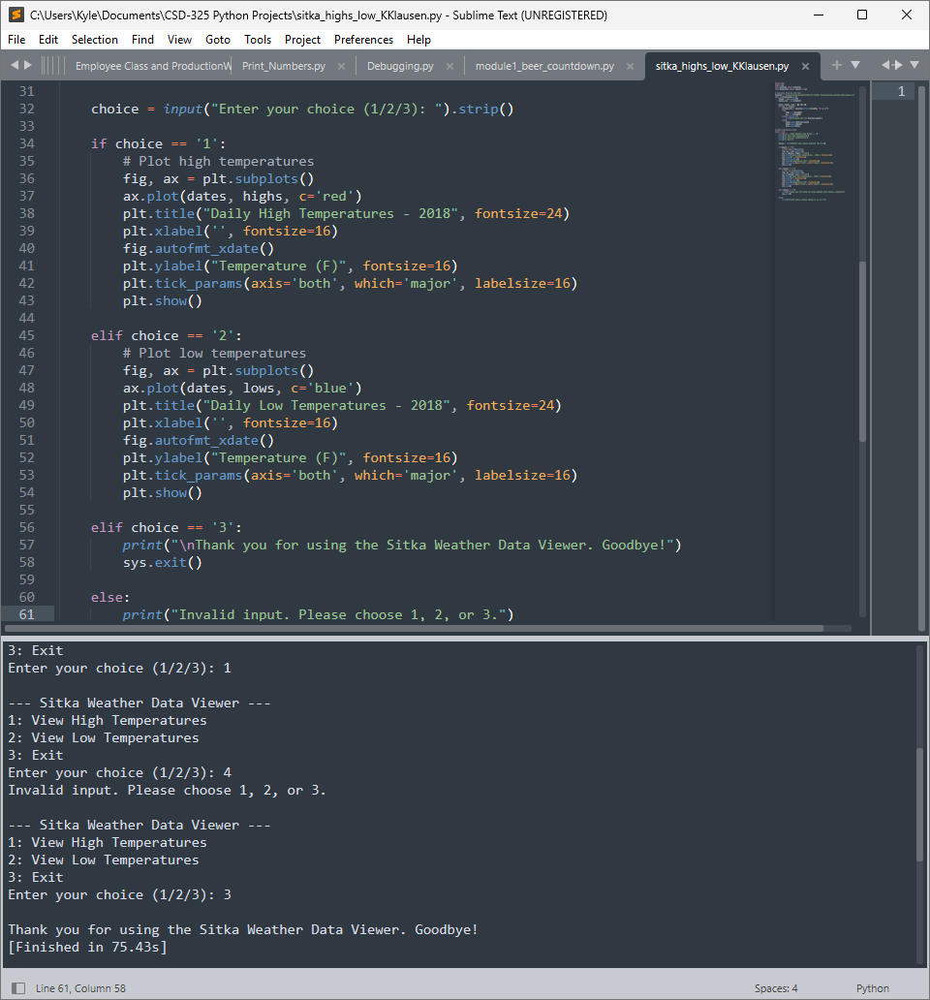 C:\Users\Kyle\Documents\CSD-325 Python Projects\sitka_highs_low_KKlausen.py - Sublime Text (UNREGISTERED)
File Edit Selection Find View Goto Tools Project Preferences Help
Employee Class and ProductionW Print_Numbers.py Debugging.py module1_beer_countdown.py sitka_highs_low_KKlausen.py
31
32 choice = input("Enter your choice (1/2/3): ").strip()
33
34 if choice == '1':
35 # Plot high temperatures
36 fig, ax = plt.subplots()
37 ax.plot(dates, highs, c='red')
38 plt.title("Daily High Temperatures - 2018", fontsize=24)
39 plt.xlabel('', fontsize=16)
40 fig.autofmt_xdate()
41 plt.ylabel("Temperature (F)", fontsize=16)
42 plt.tick_params(axis='both', which='major', labelsize=16)
43 plt.show()
44
45 elif choice == '2':
46 # Plot low temperatures
47 fig, ax = plt.subplots()
48 ax.plot(dates, lows, c='blue')
49 plt.title("Daily Low Temperatures - 2018", fontsize=24)
50 plt.xlabel('', fontsize=16)
51 fig.autofmt_xdate()
52 plt.ylabel("Temperature (F)", fontsize=16)
53 plt.tick_params(axis='both', which='major', labelsize=16)
54 plt.show()
55
56 elif choice == '3':
57 print("\nThank you for using the Sitka Weather Data Viewer. Goodbye!")
58 sys.exit()
59
60 else:
61 print("Invalid input. Please choose 1, 2, or 3.")
1
3: Exit
Enter your choice (1/2/3): 1
--- Sitka Weather Data Viewer ---
1: View High Temperatures
2: View Low Temperatures
3: Exit
Enter your choice (1/2/3): 4
Invalid input. Please choose 1, 2, or 3.
--- Sitka Weather Data Viewer ---
1: View High Temperatures
2: View Low Temperatures
3: Exit
Enter your choice (1/2/3): 3
Thank you for using the Sitka Weather Data Viewer. Goodbye!
[Finished in 75.43s]
Line 61, Column 58 Spaces: 4 Python